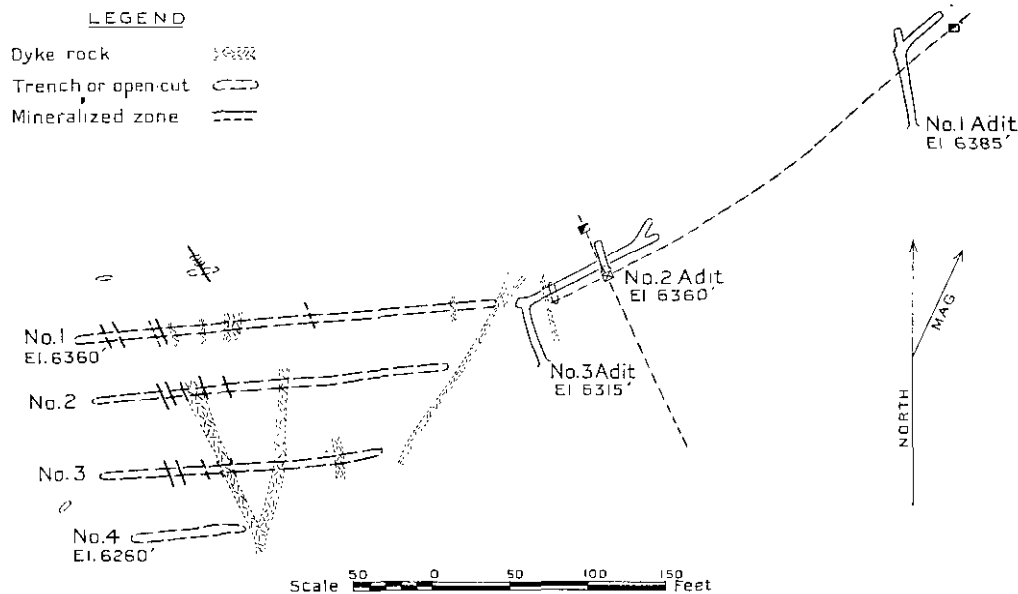 LEGEND
Dyke rock
Trench or open-cut
Mineralized zone
No.1 Adit
El 6385'
No.2 Adit
El 6360'
No.3 Adit
El 6315'
No.1
El. 6360'
No.2
No.3
No.4
El. 6260'
MAG
NORTH
Scale 50 0 50 100 150 Feet